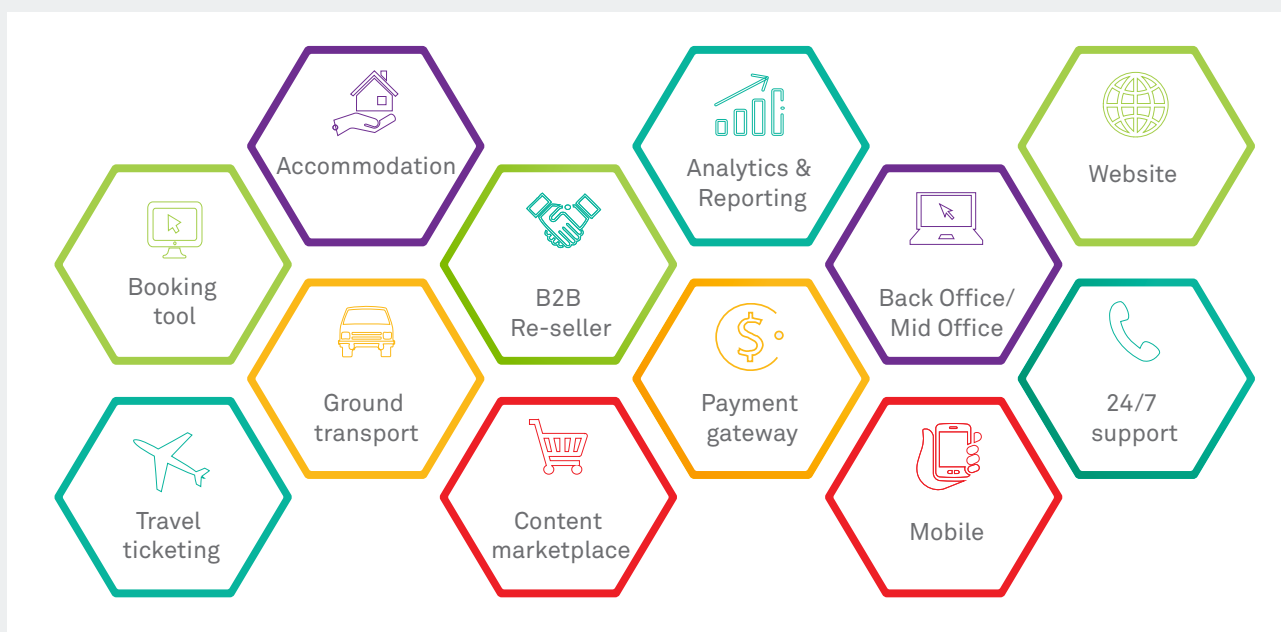 Accommodation
Analytics &
Reporting
Website
Booking
tool
B2B
Re-seller
Back Office/
Mid Office
Ground
transport
Payment
gateway
24/7
support
Travel
ticketing
Content
marketplace
Mobile